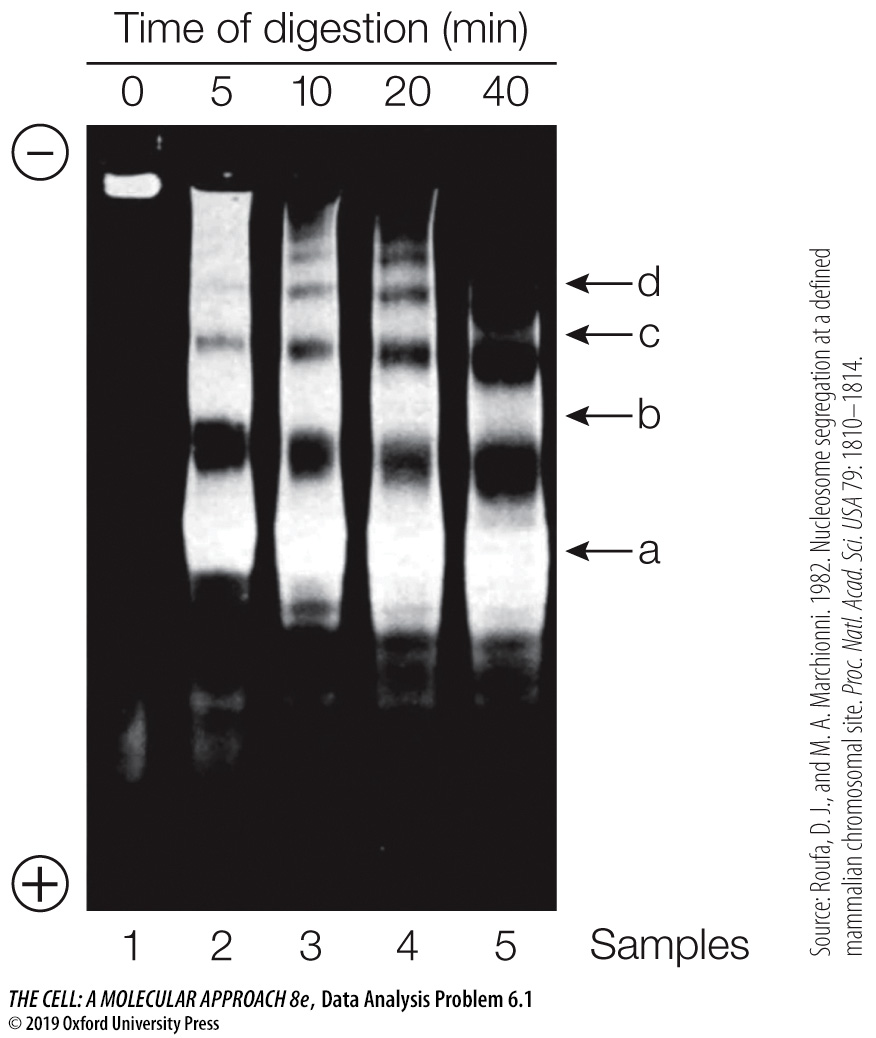 Time of digestion (min)
0 5 10 20 40
−
d
c
b
a
+
1 2 3 4 5 Samples
Source: Roufa, D. J., and M. A. Marchionni. 1982. Nucleosome segregation at a defined
mammalian chromosomal site. Proc. Natl. Acad. Sci. USA 79: 1810–1814.
THE CELL: A MOLECULAR APPROACH 8e, Data Analysis Problem 6.1
© 2019 Oxford University Press